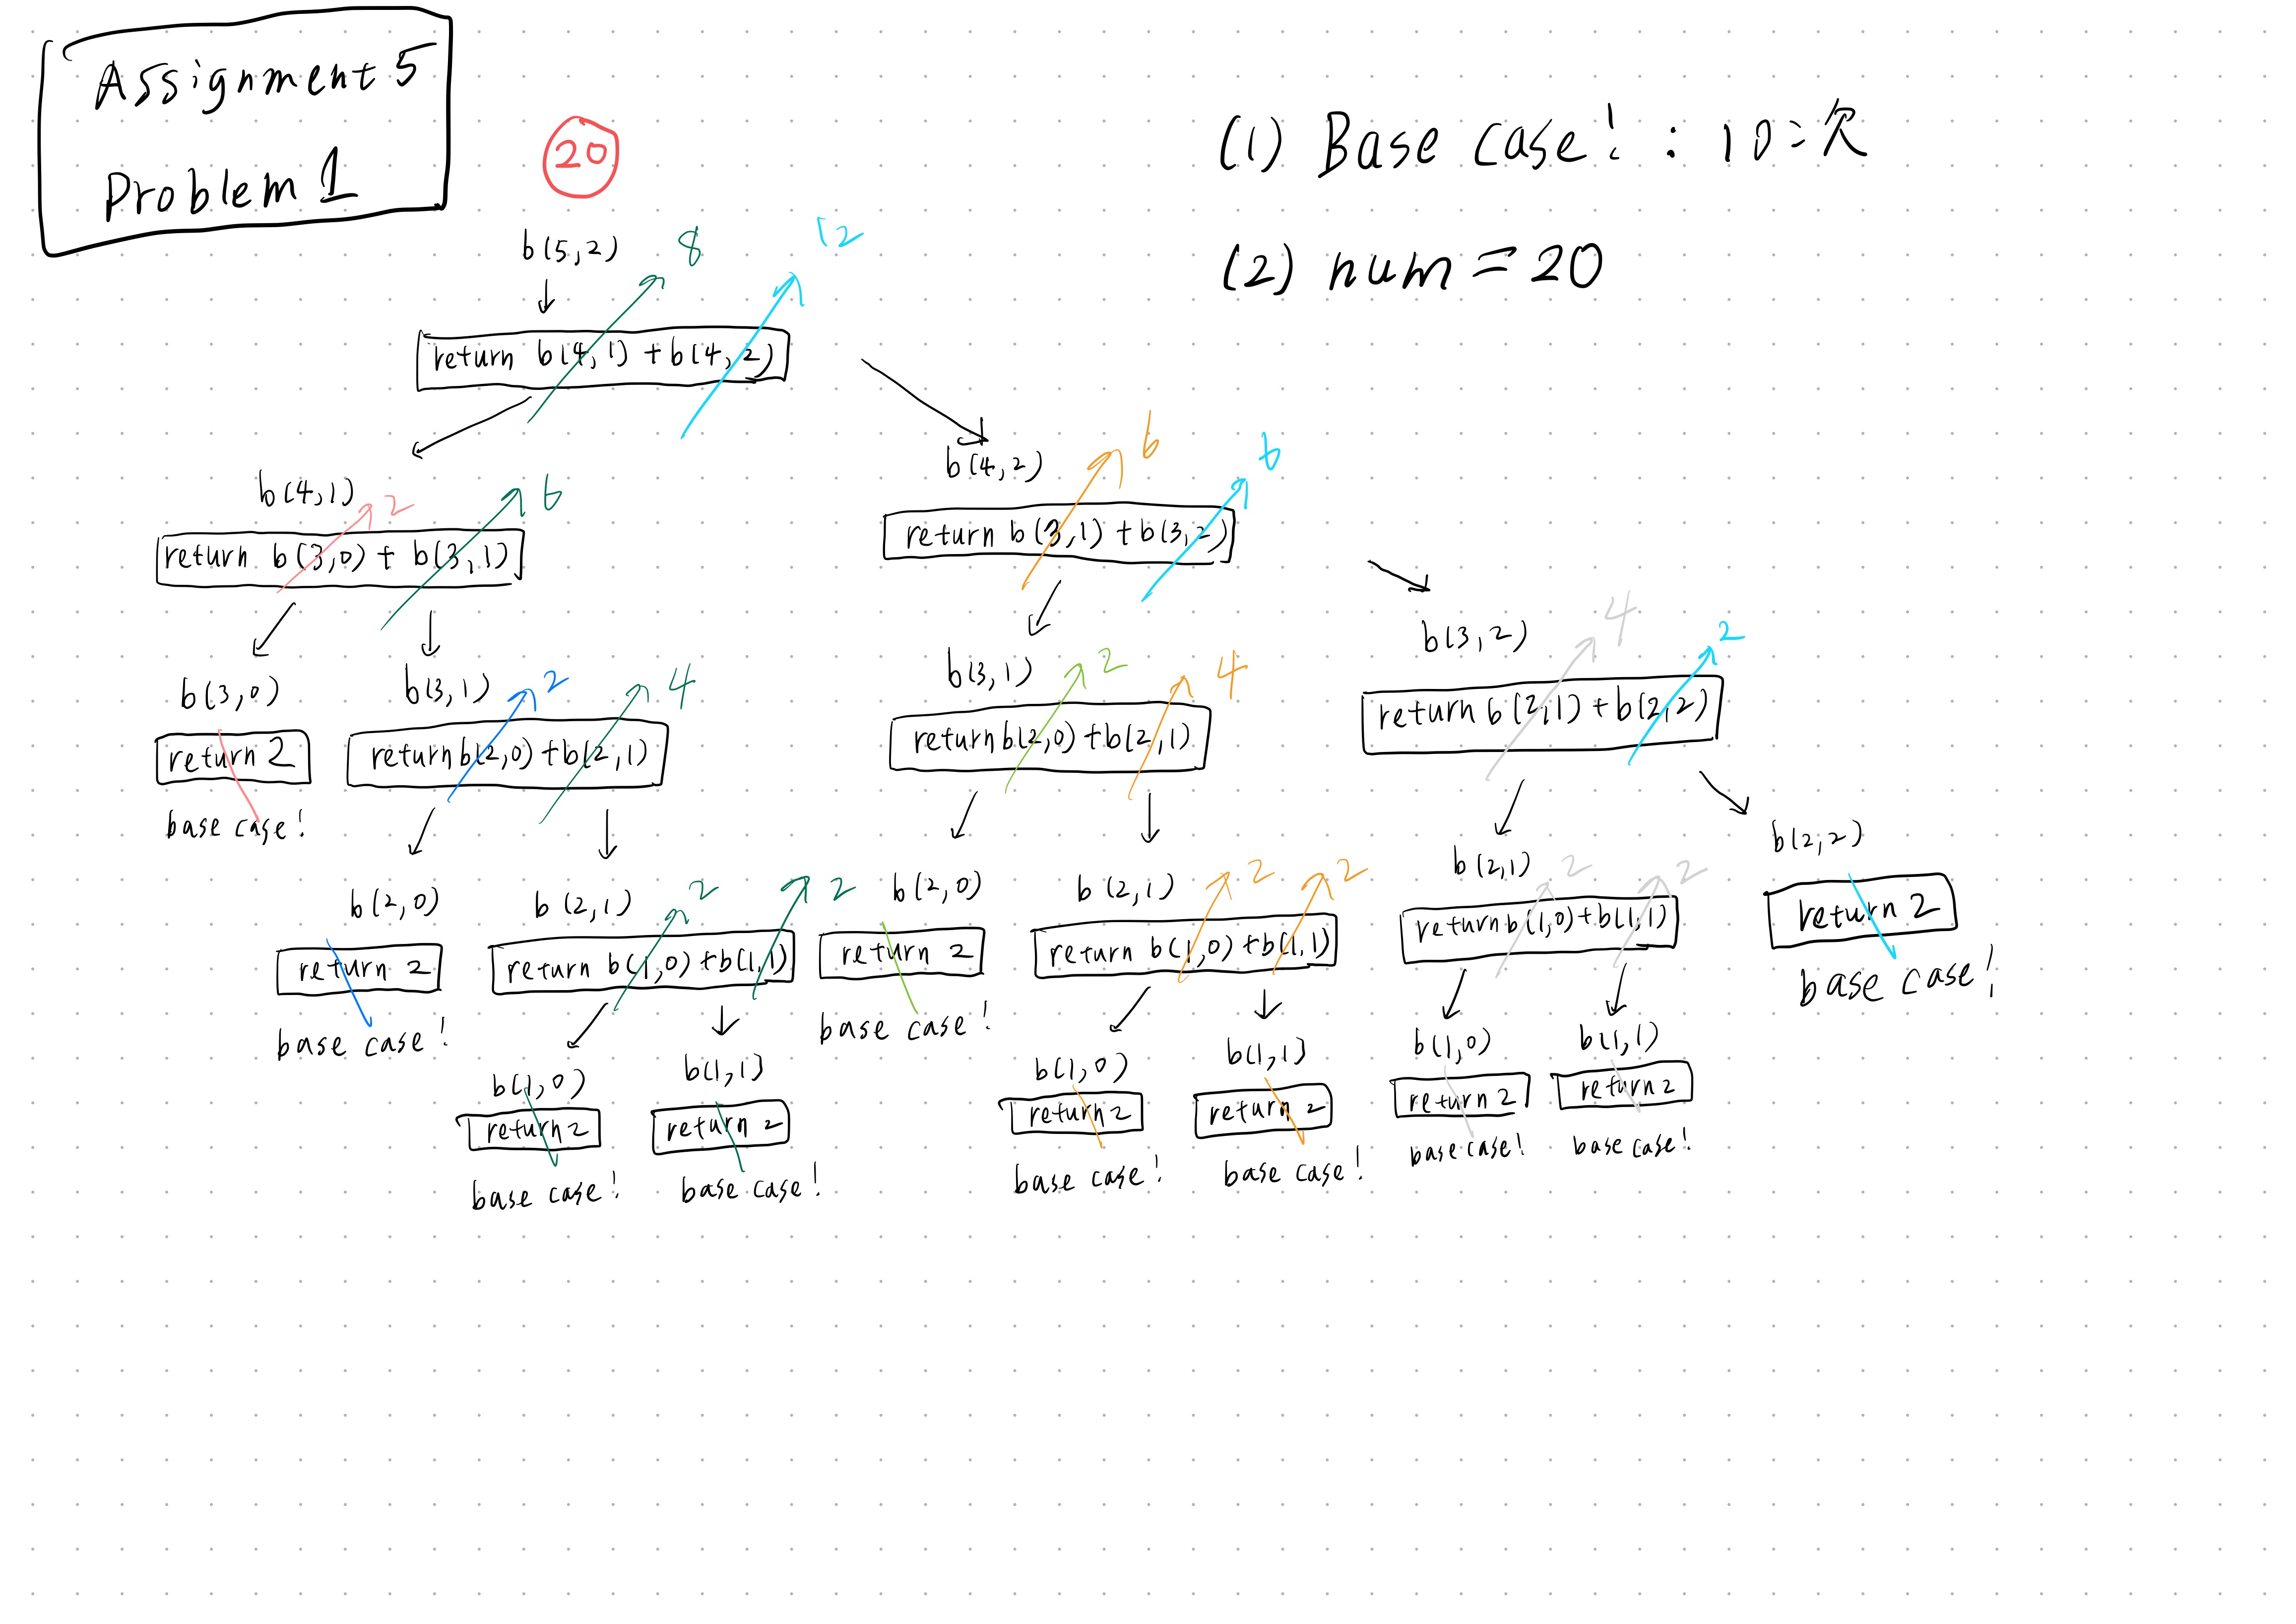 Assignment 5
Problem 1
20
(1) Base case! : 10=欠
(2) num = 20
b(5,2) 8 12
return b(4,1) + b(4,2)
b(4,1) 2 6
return b(3,0) + b(3,1)
b(4,2) 6 6
return b(3,1) + b(3,2)
b(3,0)
return 2
base case!
b(3,1) 2 4
return b(2,0) + b(2,1)
b(3,1) 2 4
return b(2,0) + b(2,1)
b(3,2) 4 2
return b(2,1) + b(2,2)
b(2,0)
return 2
base case!
b(2,1) 2 2
return b(1,0) + b(1,1)
b(2,0)
return 2
base case!
b(2,1) 2 2
return b(1,0) + b(1,1)
b(2,1) 2 2
return b(1,0) + b(1,1)
b(2,2)
return 2
base case!
b(1,0)
return 2
base case!
b(1,1)
return 2
base case!
b(1,0)
return 2
base case!
b(1,1)
return 2
base case!
b(1,0)
return 2
base case!
b(1,1)
return 2
base case!